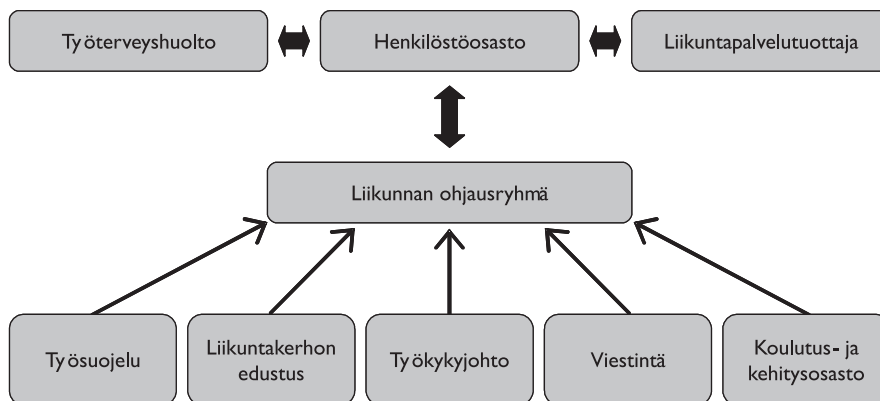 Työterveyshuolto
Henkilöstöosasto
Liikuntapalvelutuottaja
Liikunnan ohjausryhmä
Työsuojelu
Liikuntakerhon
edustus
Työkykyjohto
Viestintä
Koulutus- ja
kehitysosasto